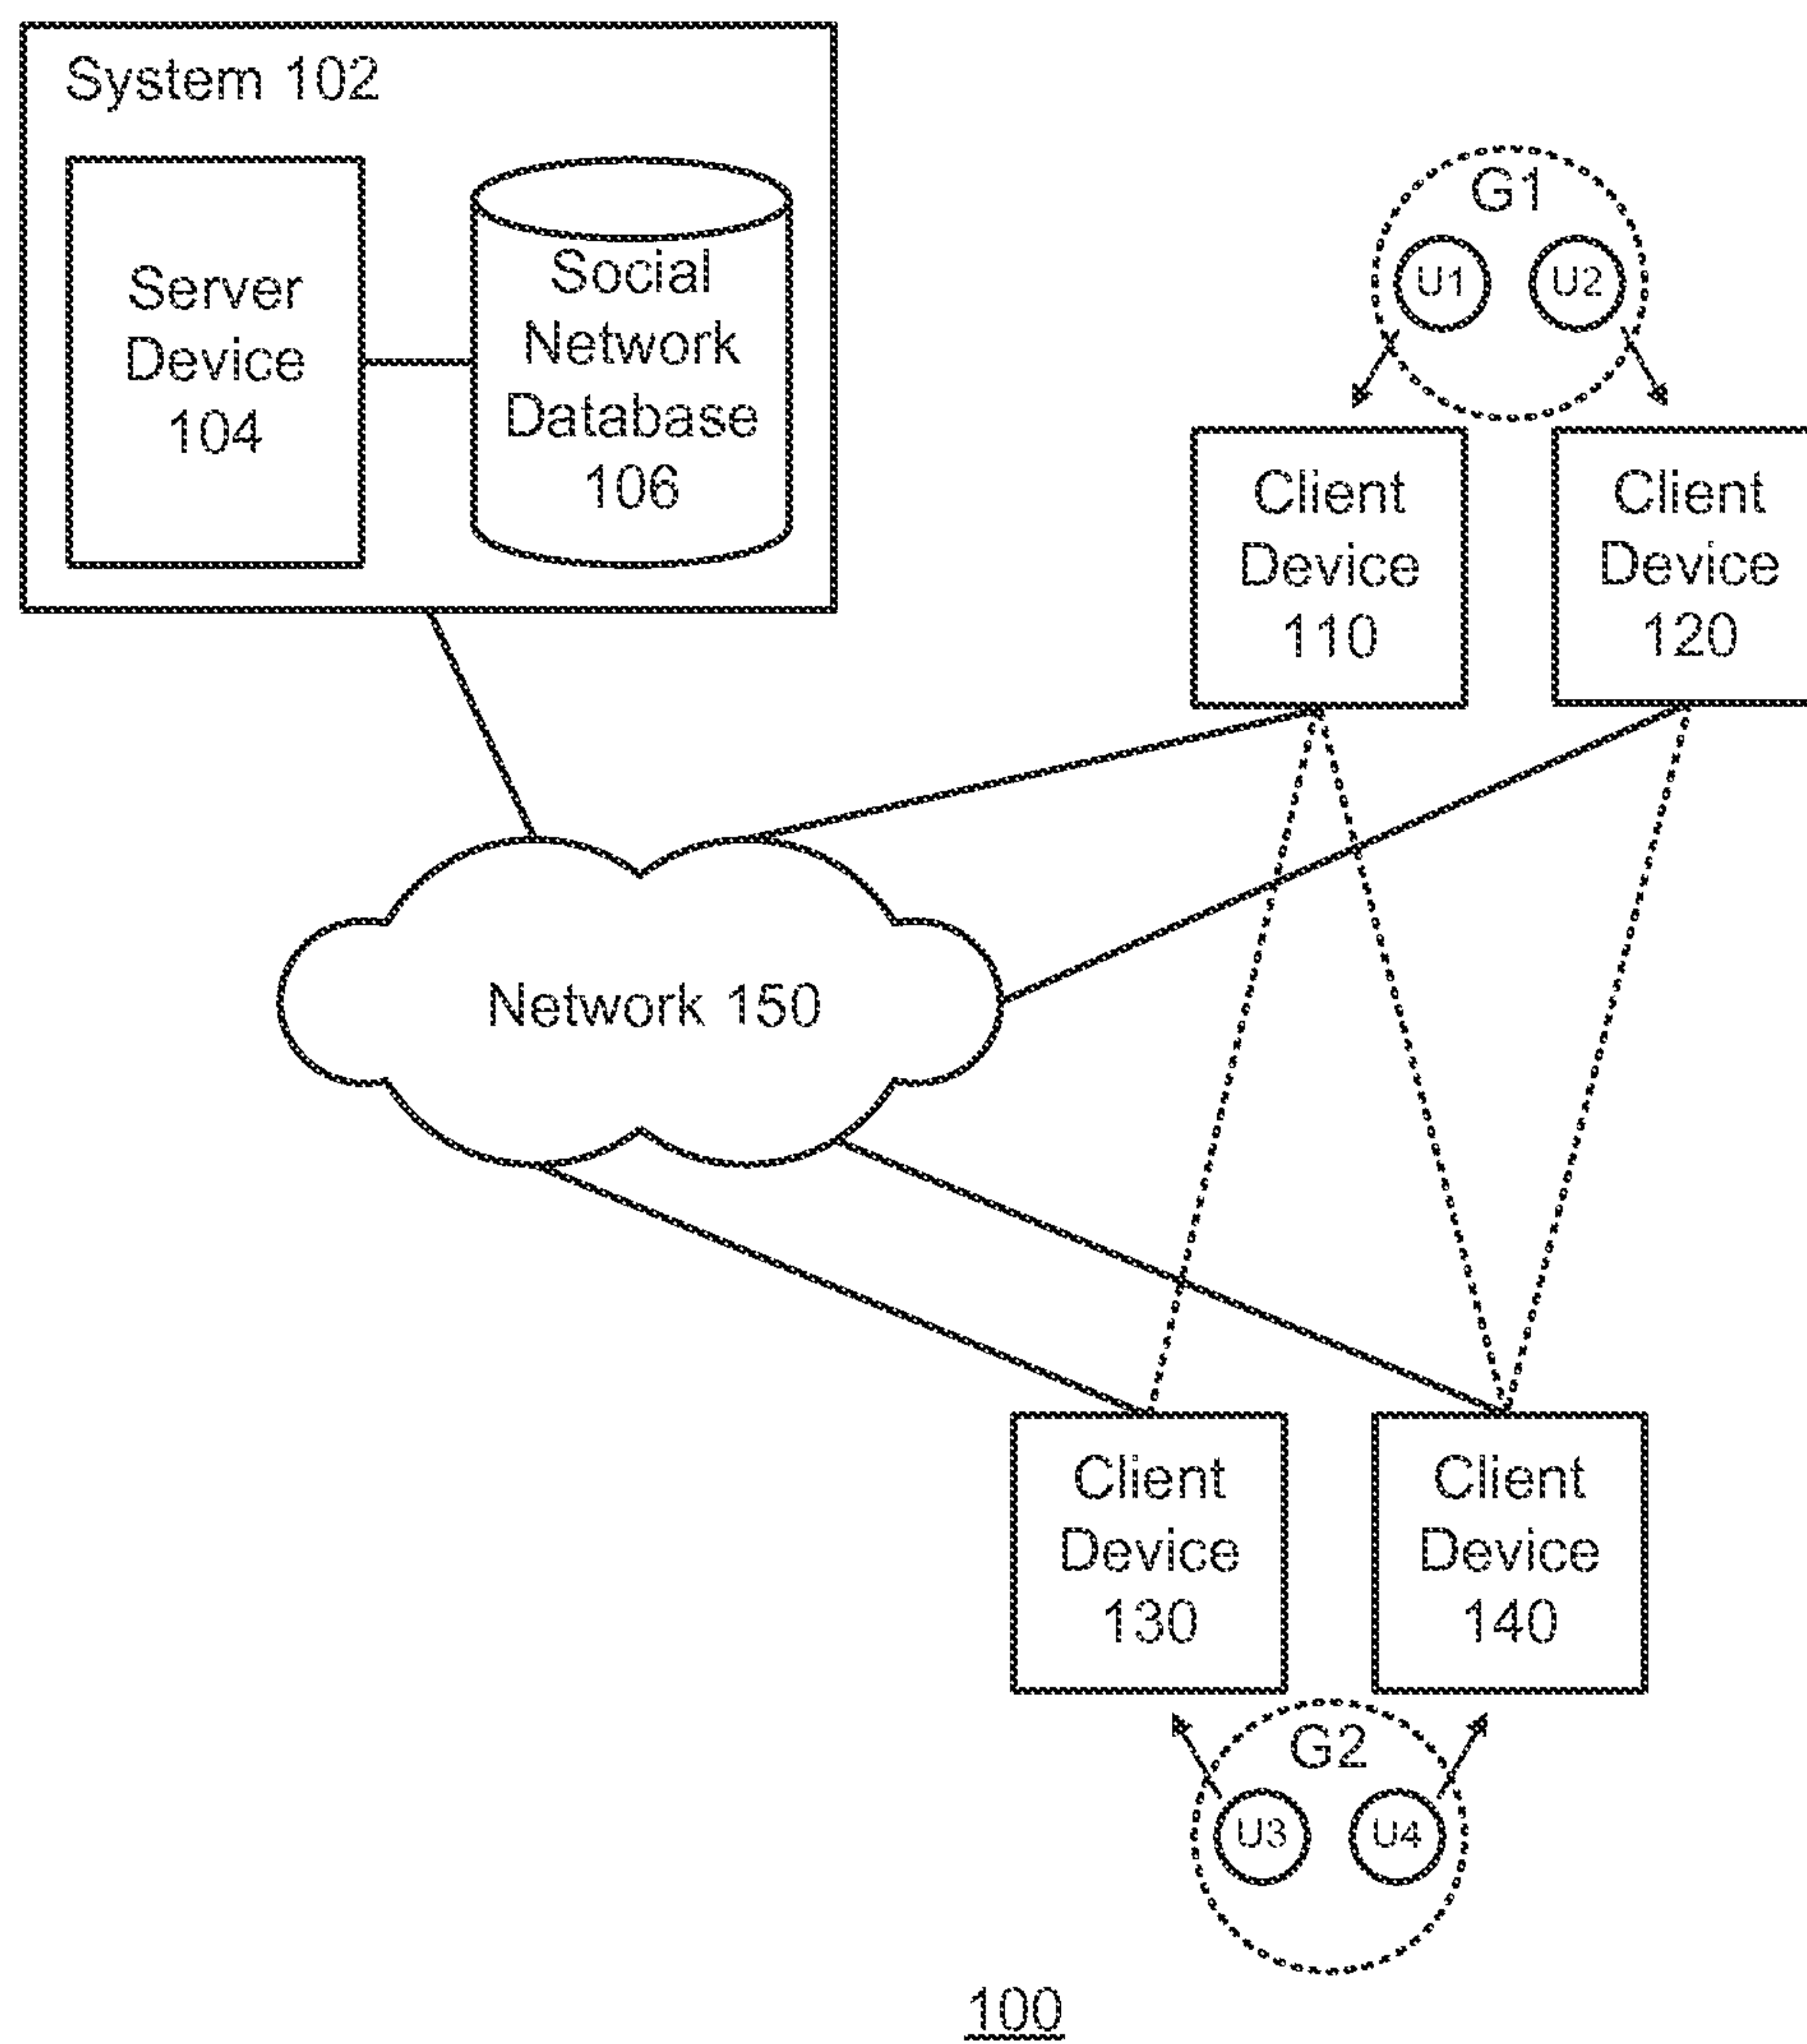 System 102
Server
Device
104
Social
Network
Database
106
G1
U1
U2
Client
Device
110
Client
Device
120
Network 150
Client
Device
130
Client
Device
140
G2
U3
U4
100